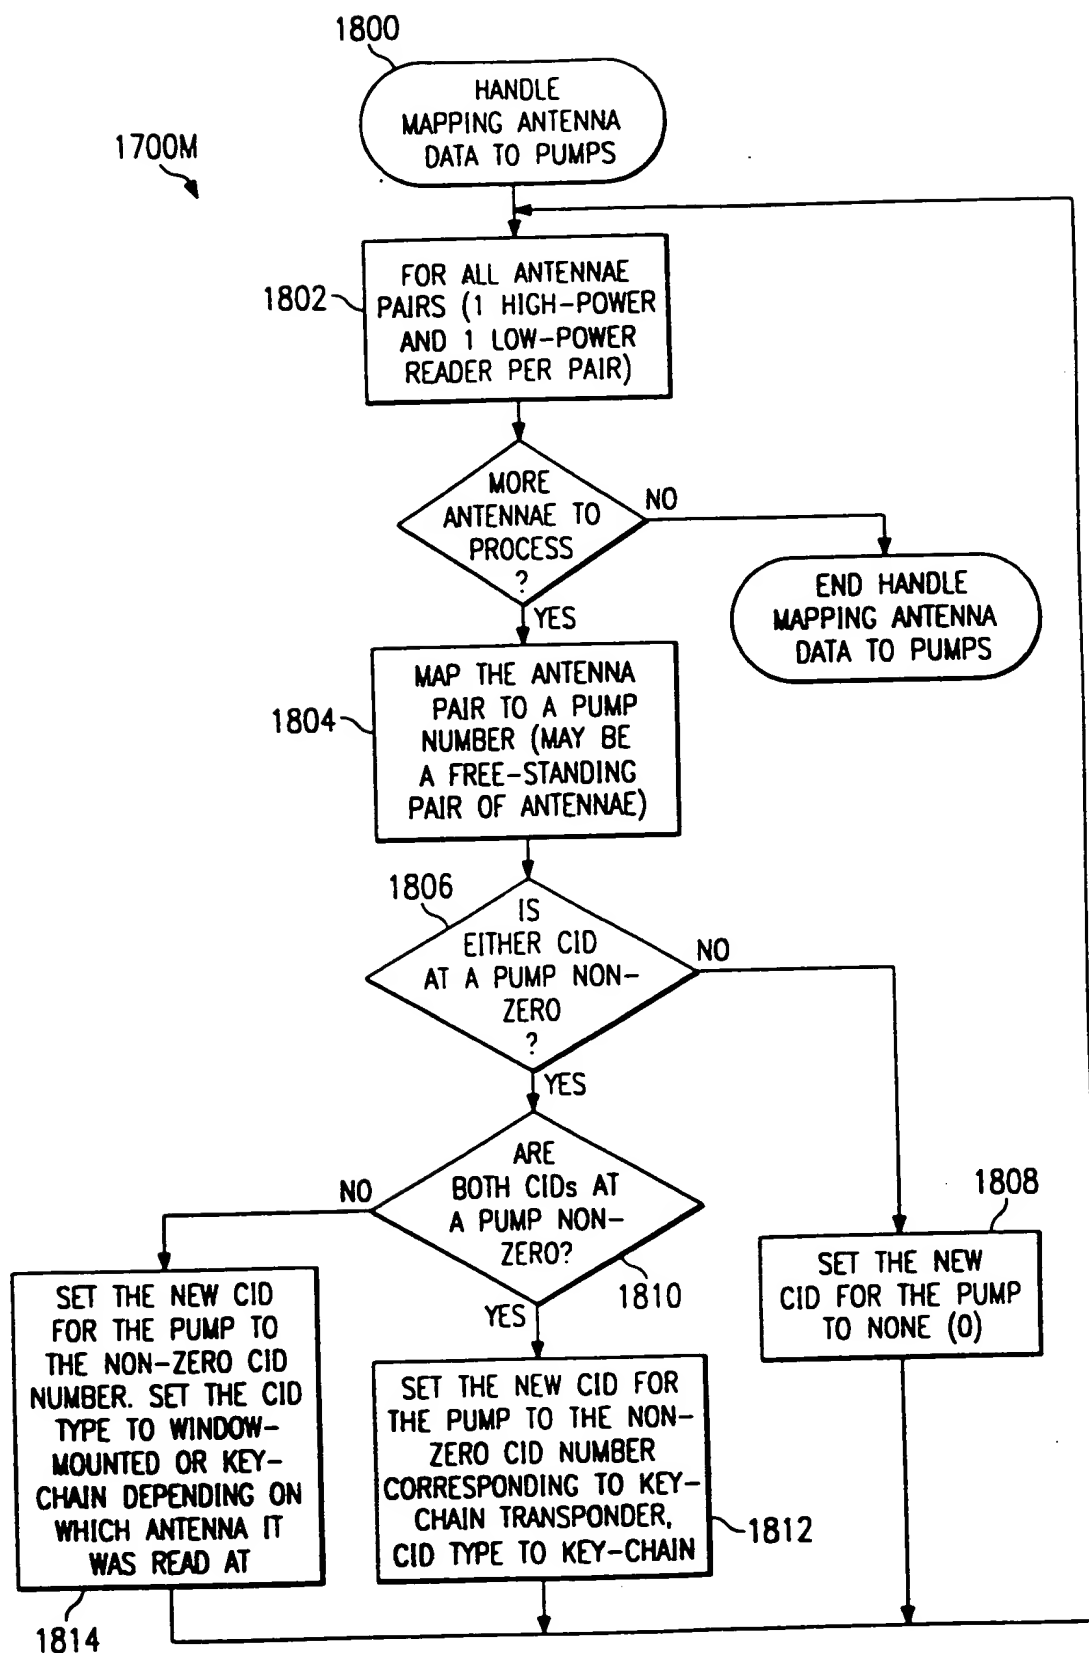 1800
HANDLE
MAPPING ANTENNA
DATA TO PUMPS
1700M
1802
FOR ALL ANTENNAE
PAIRS (1 HIGH-POWER
AND 1 LOW-POWER
READER PER PAIR)
MORE
ANTENNAE TO
PROCESS
?
NO
YES
END HANDLE
MAPPING ANTENNA
DATA TO PUMPS
1804
MAP THE ANTENNA
PAIR TO A PUMP
NUMBER (MAY BE
A FREE-STANDING
PAIR OF ANTENNAE)
1806
IS
EITHER CID
AT A PUMP NON-
ZERO
?
NO
YES
ARE
BOTH CIDs AT
A PUMP NON-
ZERO?
NO
YES
1810
1808
SET THE NEW
CID FOR THE PUMP
TO NONE (0)
SET THE NEW CID
FOR THE PUMP TO
THE NON-ZERO CID
NUMBER. SET THE CID
TYPE TO WINDOW-
MOUNTED OR KEY-
CHAIN DEPENDING ON
WHICH ANTENNA IT
WAS READ AT
1814
SET THE NEW CID FOR
THE PUMP TO THE NON-
ZERO CID NUMBER
CORRESPONDING TO KEY-
CHAIN TRANSPONDER,
CID TYPE TO KEY-CHAIN
1812